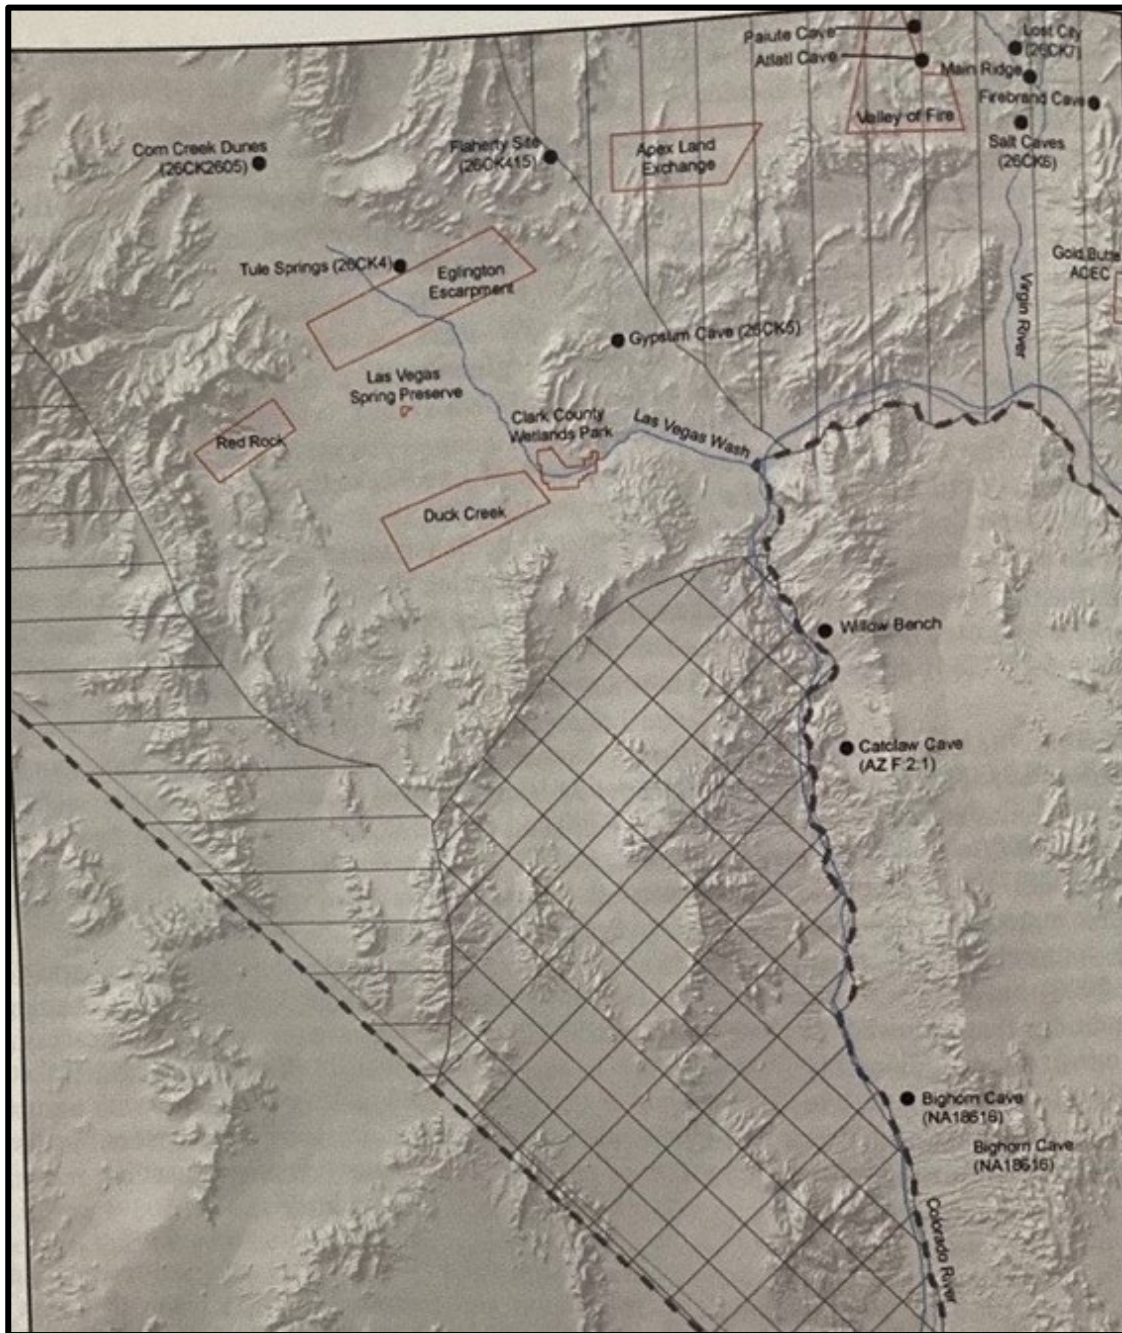 Paiute Cave
Atlatl Cave
Lost City
(26CK7)
Main Ridge
Firebrand Cave
Valley of Fire
Salt Caves
(26CK6)
Corn Creek Dunes
(26CK2605)
Flaherty Site
(26CK415)
Apex Land
Exchange
Tule Springs (26CK4)
Eglington
Escarpment
Gold Butte
ACEC
Virgin River
Gypsum Cave (26CK5)
Las Vegas
Spring Preserve
Red Rock
Clark County
Wetlands Park
Las Vegas Wash
Duck Creek
Willow Bench
Catclaw Cave
(AZ F:2:1)
Bighorn Cave
(NA18616)
Bighorn Cave
(NA18616)
Colorado River